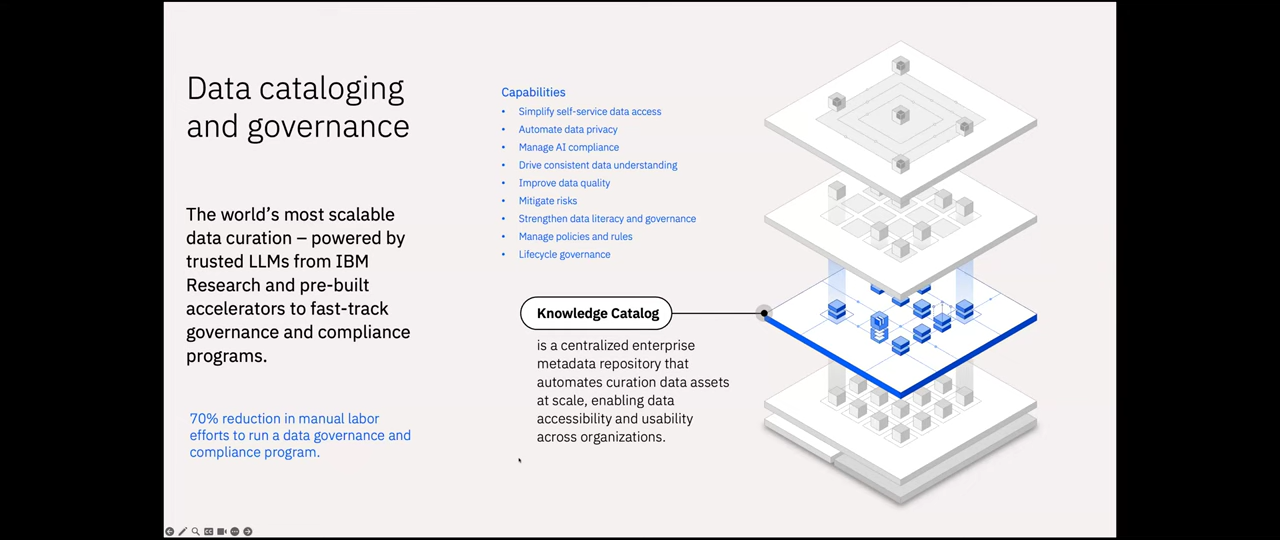 Data cataloging
and governance
The world's most scalable
data curation – powered by
trusted LLMs from IBM
Research and pre-built
accelerators to fast-track
governance and compliance
programs.
70% reduction in manual labor
efforts to run a data governance and
compliance program.
Capabilities
• Simplify self-service data access
• Automate data privacy
• Manage AI compliance
• Drive consistent data understanding
• Improve data quality
• Mitigate risks
• Strengthen data literacy and governance
• Manage policies and rules
• Lifecycle governance
Knowledge Catalog
is a centralized enterprise
metadata repository that
automates curation data assets
at scale, enabling data
accessibility and usability
across organizations.